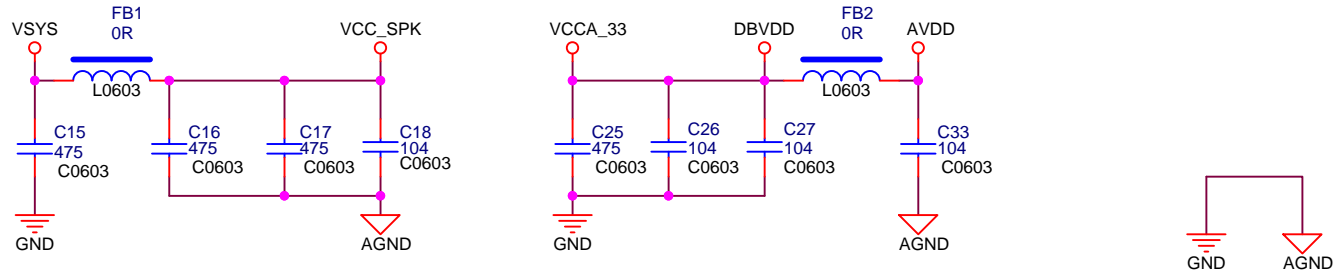 FB1
0R
VSYS
VCC_SPK
L0603
C15
475
C0603
C16
475
C0603
C17
475
C0603
C18
104
C0603
GND
AGND
FB2
0R
VCCA_33
DBVDD
AVDD
L0603
C25
475
C0603
C26
104
C0603
C27
104
C0603
C33
104
C0603
GND
AGND
GND
AGND